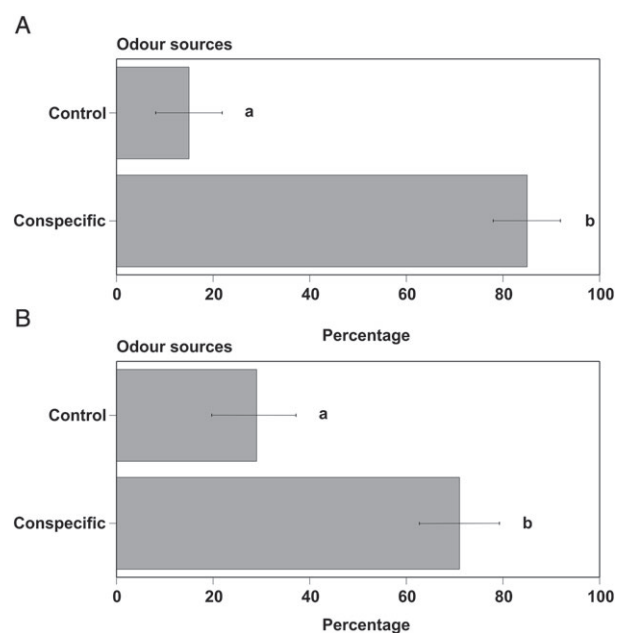 A
Odour sources
Control
a
Conspecific
b
0 20 40 60 80 100
Percentage
B
Odour sources
Control
a
Conspecific
b
0 20 40 60 80 100
Percentage